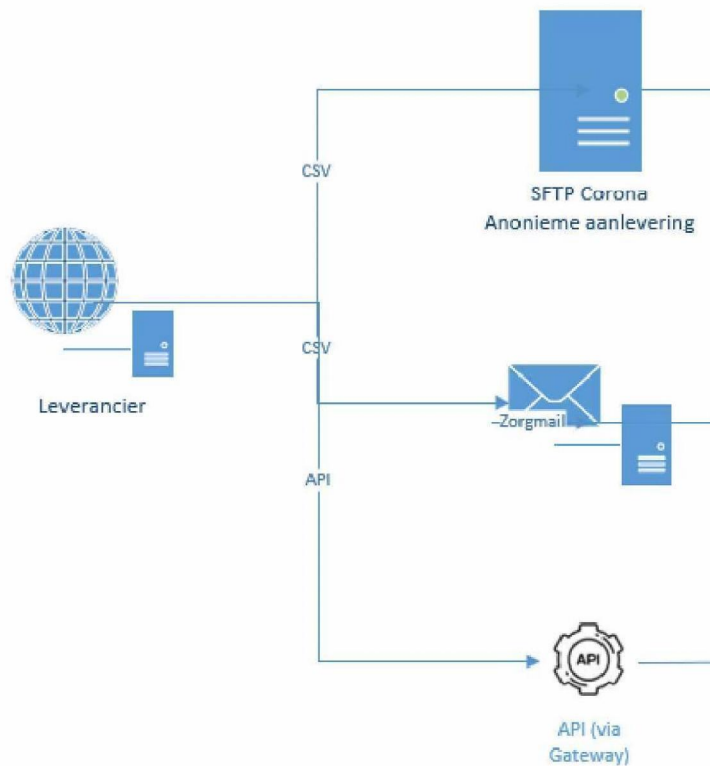 CSV
SFTP Corona
Anonieme aanlevering
CSV
Leverancier
Zorgmail
API
API
API (via
Gateway)